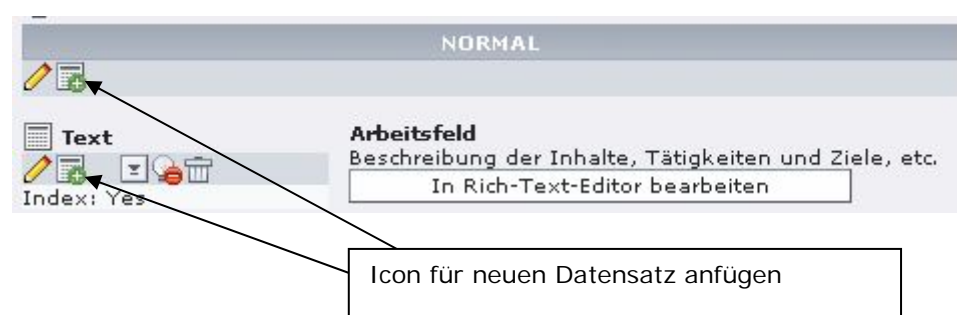 NORMAL
Text
Index: Yes
Arbeitsfeld
Beschreibung der Inhalte, Tätigkeiten und Ziele, etc.
In Rich-Text-Editor bearbeiten
Icon für neuen Datensatz anfügen